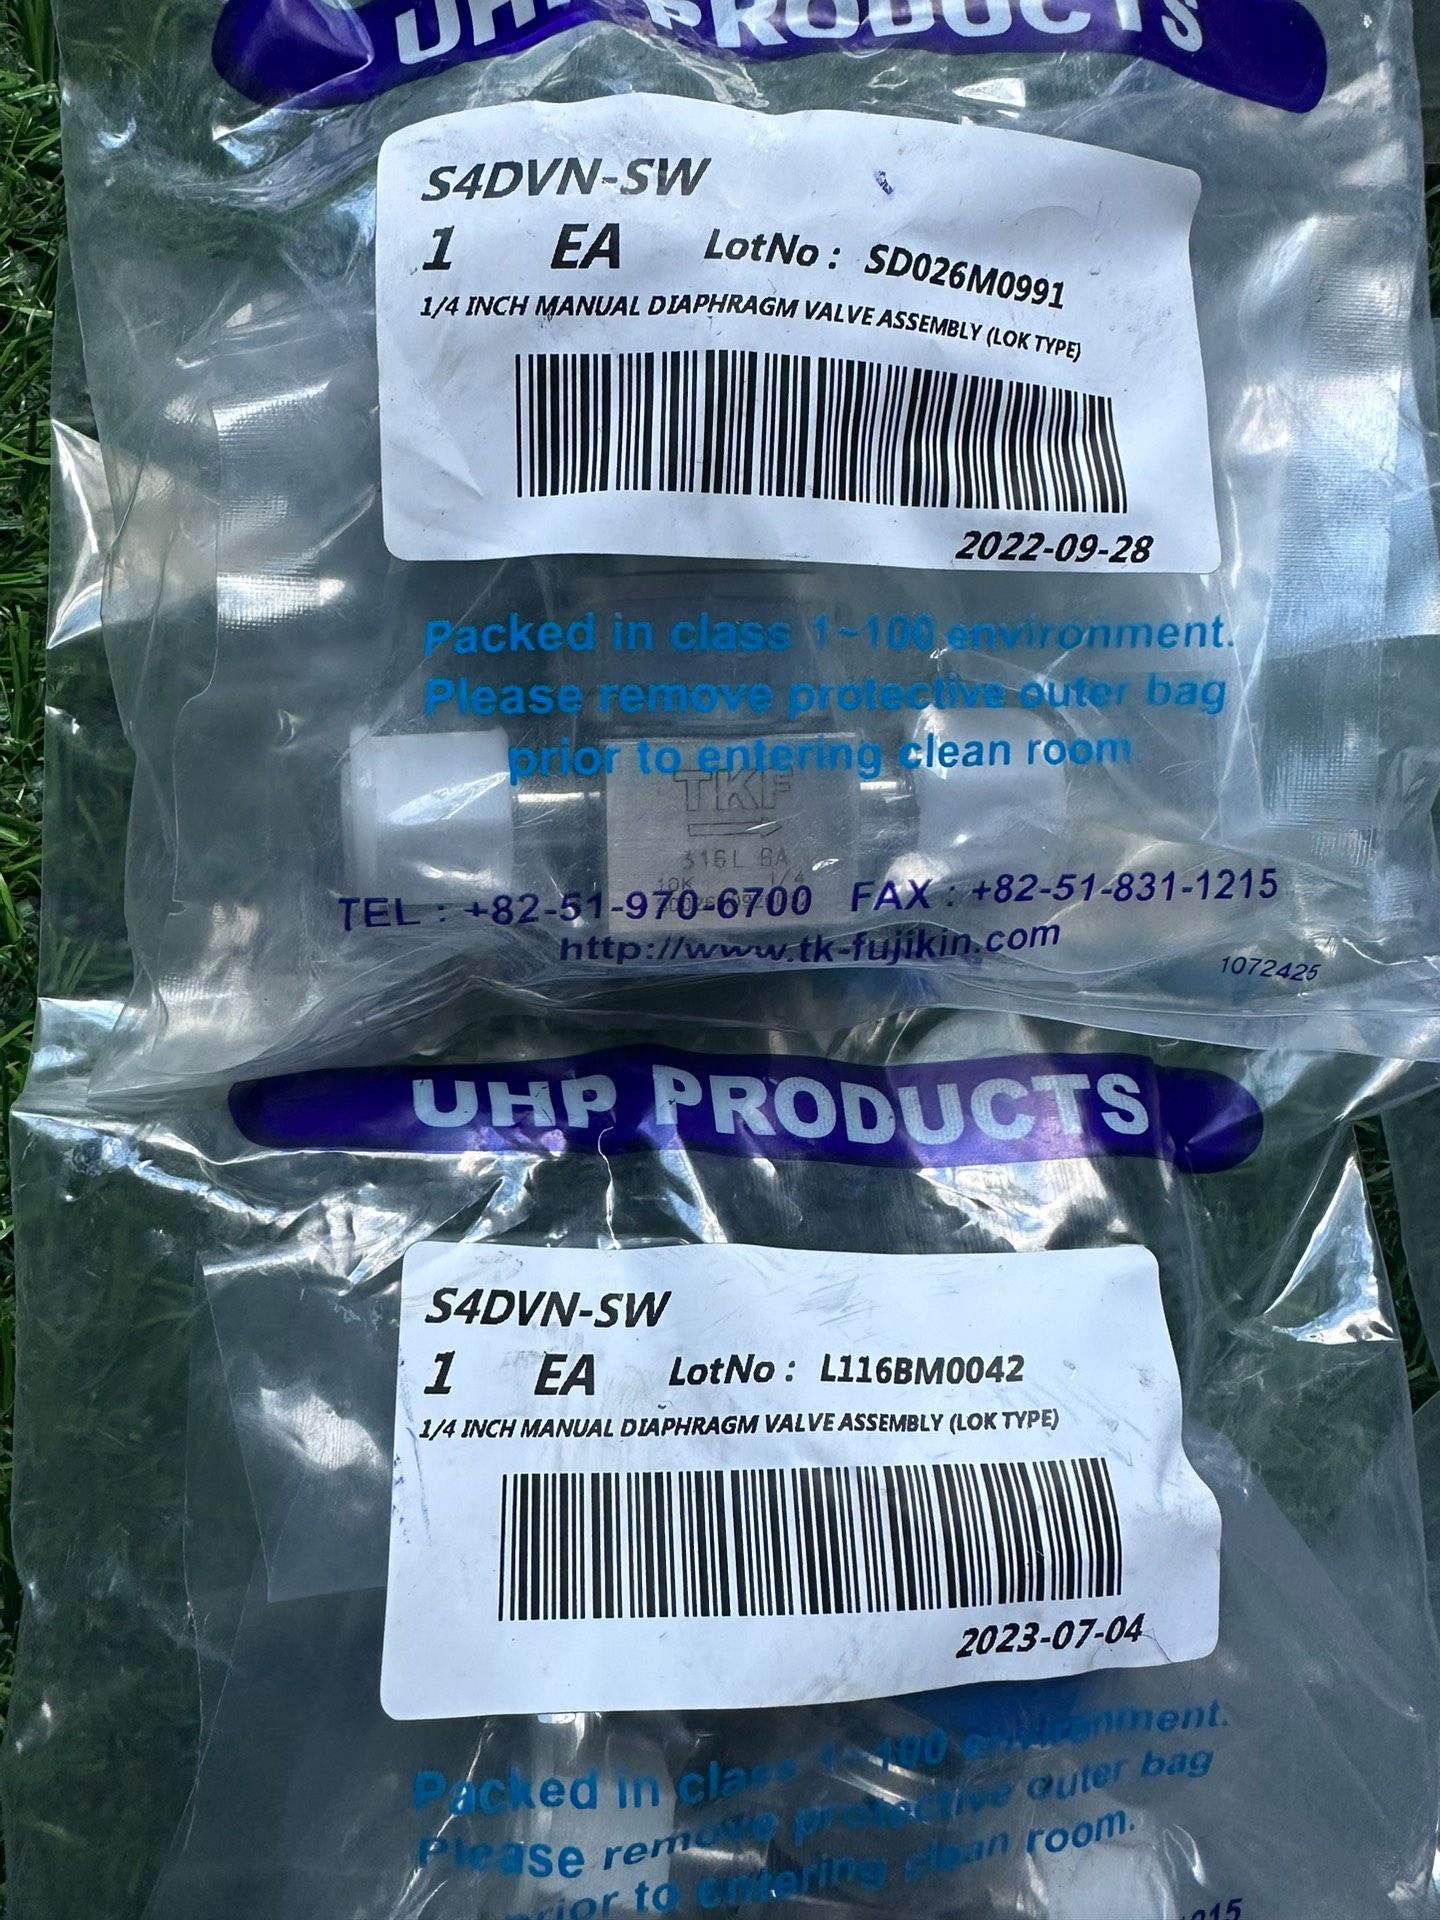 UHP PRODUCTS
S4DVN-SW
1 EA LotNo : SD026M0991
1/4 INCH MANUAL DIAPHRAGM VALVE ASSEMBLY (LOK TYPE)
2022-09-28
Packed in class 1~100 environment.
Please remove protective outer bag
prior to entering clean room.
TKF
316L BA
10K 1/4
TEL : +82-51-970-6700 FAX : +82-51-831-1215
http://www.tk-fujikin.com
1072425
UHP PRODUCTS
S4DVN-SW
1 EA LotNo : L116BM0042
1/4 INCH MANUAL DIAPHRAGM VALVE ASSEMBLY (LOK TYPE)
2023-07-04
Packed in class 1~100 environment.
Please remove protective outer bag
prior to entering clean room.
1215